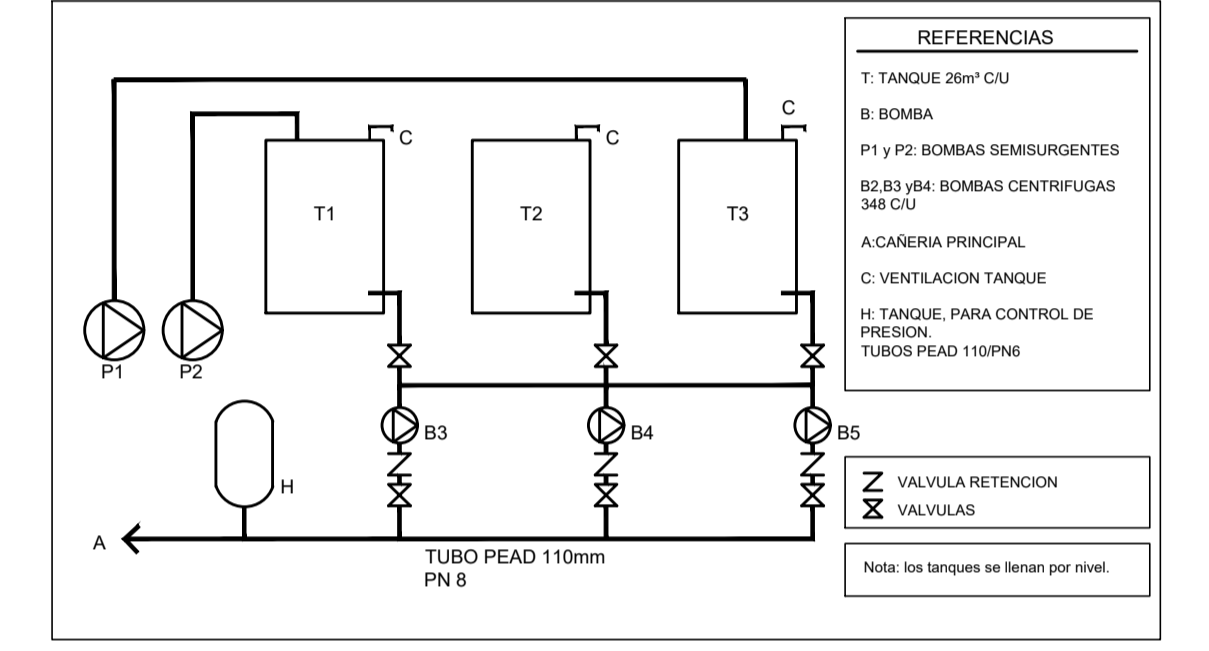 C
C
C
T1
T2
T3
P1
P2
B3
B4
B5
H
A
TUBO PEAD 110mm
PN 8
REFERENCIAS
T: TANQUE 26m³ C/U
B: BOMBA
P1 y P2: BOMBAS SEMISURGENTES
B2,B3 yB4: BOMBAS CENTRIFUGAS
348 C/U
A:CAÑERIA PRINCIPAL
C: VENTILACION TANQUE
H: TANQUE, PARA CONTROL DE
PRESION.
TUBOS PEAD 110/PN6
VALVULA RETENCION
VALVULAS
Nota: los tanques se llenan por nivel.